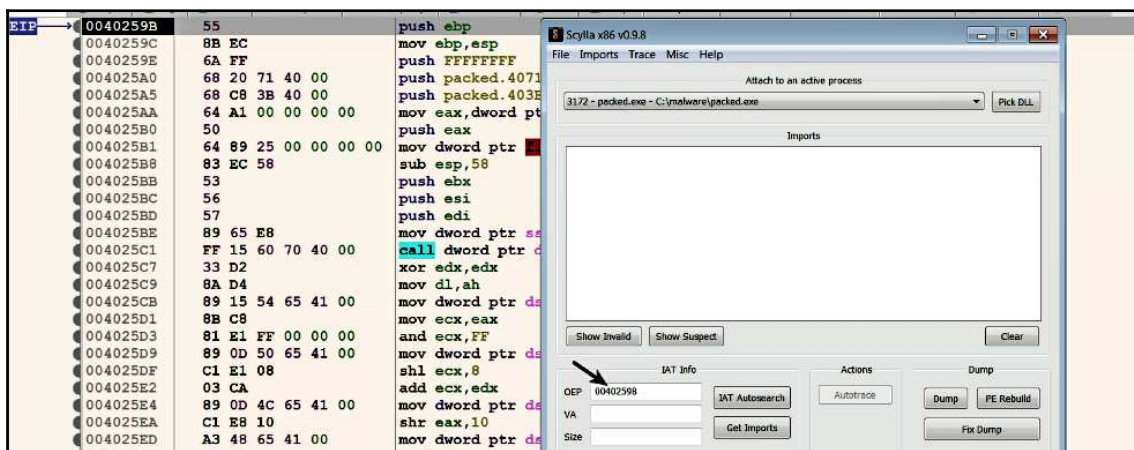 EIP 0040259B 55 push ebp
0040259C 8B EC mov ebp,esp
0040259E 6A FF push FFFFFFFF
004025A0 68 20 71 40 00 push packed.4071
004025A5 68 C8 3B 40 00 push packed.403B
004025AA 64 A1 00 00 00 00 mov eax,dword pt
004025B0 50 push eax
004025B1 64 89 25 00 00 00 00 mov dword ptr
004025B8 83 EC 58 sub esp,58
004025BB 53 push ebx
004025BC 56 push esi
004025BD 57 push edi
004025BE 89 65 E8 mov dword ptr ss
004025C1 FF 15 60 70 40 00 call dword ptr d
004025C7 33 D2 xor edx,edx
004025C9 8A D4 mov dl,ah
004025CB 89 15 54 65 41 00 mov dword ptr ds
004025D1 8B C8 mov ecx,eax
004025D3 81 E1 FF 00 00 00 and ecx,FF
004025D9 89 0D 50 65 41 00 mov dword ptr ds
004025DF C1 E1 08 shl ecx,8
004025E2 03 CA add ecx,edx
004025E4 89 0D 4C 65 41 00 mov dword ptr ds
004025EA C1 E8 10 shr eax,10
004025ED A3 48 65 41 00 mov dword ptr ds
Scylla x86 v0.9.8
File Imports Trace Misc Help
Attach to an active process
3172 - packed.exe - C:\malware\packed.exe Pick DLL
Imports
Show Invalid Show Suspect Clear
IAT Info Actions Dump
OEP 0040259B IAT Autosearch Autotrace Dump PE Rebuild
VA
Size Get Imports Fix Dump